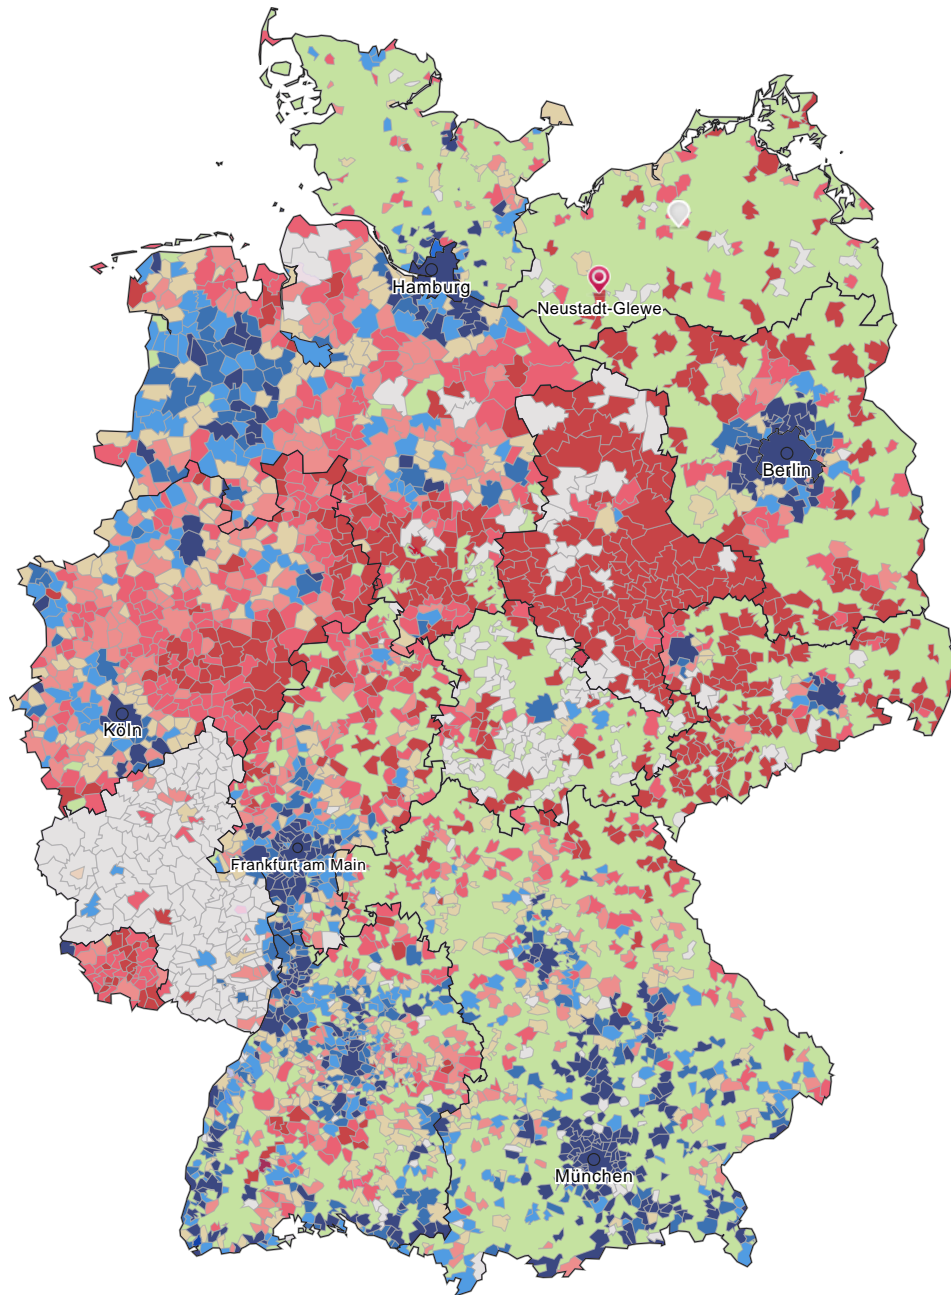 Hamburg
Neustadt-Glewe
Berlin
Köln
Frankfurt am Main
München